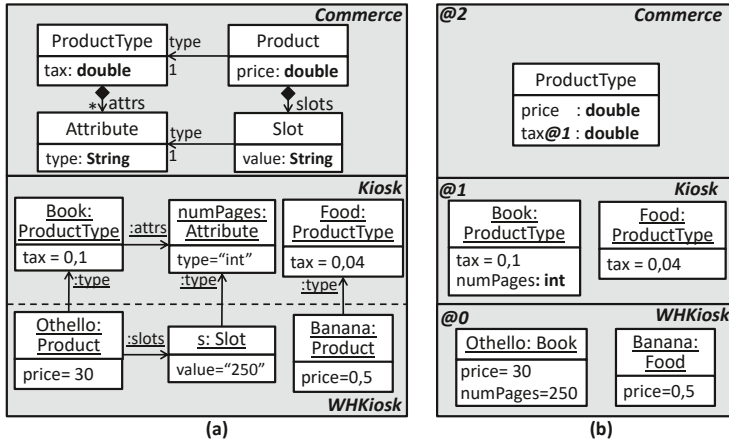 Commerce
ProductType
tax: double
type
1
Product
price: double
* attrs
slots
Attribute
type: String
type
1
Slot
value: String
Kiosk
Book:
ProductType
tax = 0,1
:attrs
numPages:
Attribute
type="int"
Food:
ProductType
tax = 0,04
:type
:type
:type
Othello:
Product
price= 30
:slots
s: Slot
value="250"
Banana:
Product
price=0,5
WHKiosk
(a)
@2
Commerce
ProductType
price : double
tax@1 : double
@1
Kiosk
Book:
ProductType
tax = 0,1
numPages: int
Food:
ProductType
tax = 0,04
@0
WHKiosk
Othello: Book
price= 30
numPages=250
Banana:
Food
price=0,5
(b)